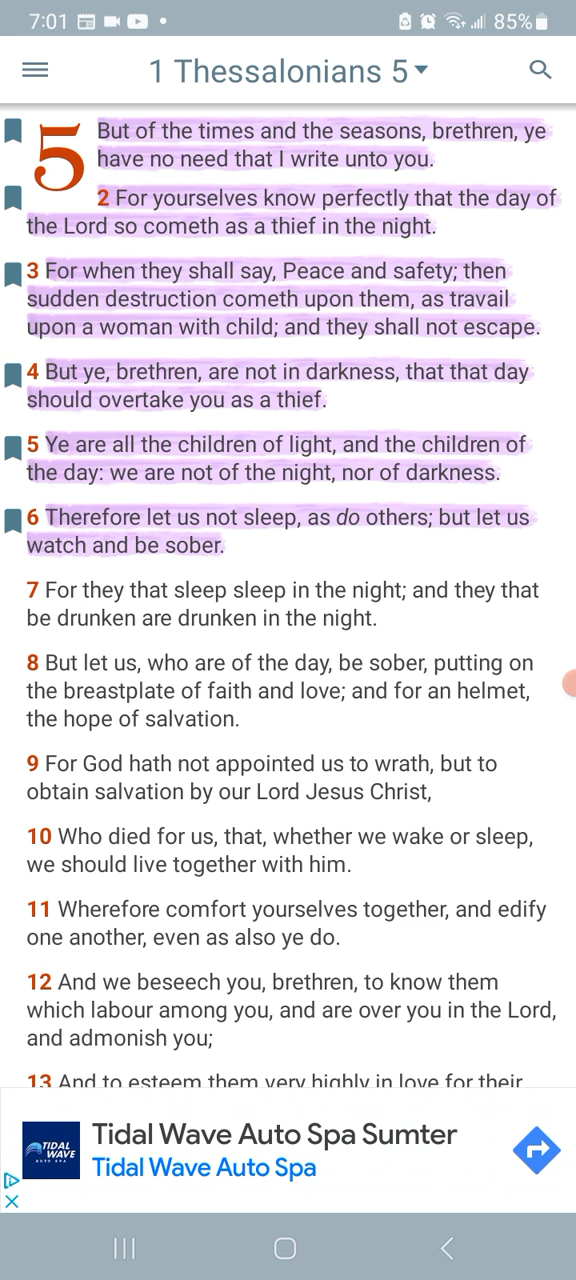 7:01
85%
1 Thessalonians 5
5 But of the times and the seasons, brethren, ye
have no need that I write unto you.
2 For yourselves know perfectly that the day of
the Lord so cometh as a thief in the night.
3 For when they shall say, Peace and safety; then
sudden destruction cometh upon them, as travail
upon a woman with child; and they shall not escape.
4 But ye, brethren, are not in darkness, that that day
should overtake you as a thief.
5 Ye are all the children of light, and the children of
the day: we are not of the night, nor of darkness.
6 Therefore let us not sleep, as do others; but let us
watch and be sober.
7 For they that sleep sleep in the night; and they that
be drunken are drunken in the night.
8 But let us, who are of the day, be sober, putting on
the breastplate of faith and love; and for an helmet,
the hope of salvation.
9 For God hath not appointed us to wrath, but to
obtain salvation by our Lord Jesus Christ,
10 Who died for us, that, whether we wake or sleep,
we should live together with him.
11 Wherefore comfort yourselves together, and edify
one another, even as also ye do.
12 And we beseech you, brethren, to know them
which labour among you, and are over you in the Lord,
and admonish you;
13 And to esteem them very highly in love for their
TIDAL
WAVE
AUTO SPA
Tidal Wave Auto Spa Sumter
Tidal Wave Auto Spa